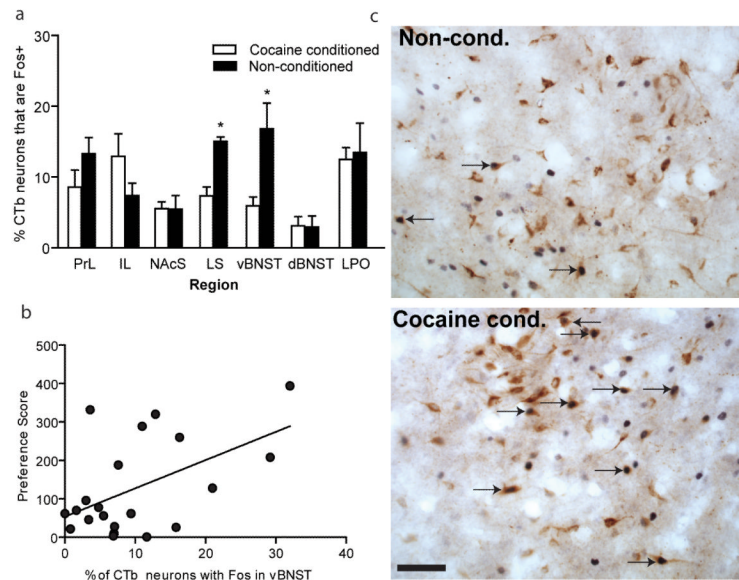 a
% CTb neurons that are Fos+
30
20
10
0
Cocaine conditioned
Non-conditioned
*
*
PrL IL NAcS LS vBNST dBNST LPO
Region
b
Preference Score
500
400
300
200
100
0
0 10 20 30 40
% of CTb neurons with Fos in vBNST
c
Non-cond.
Cocaine cond.